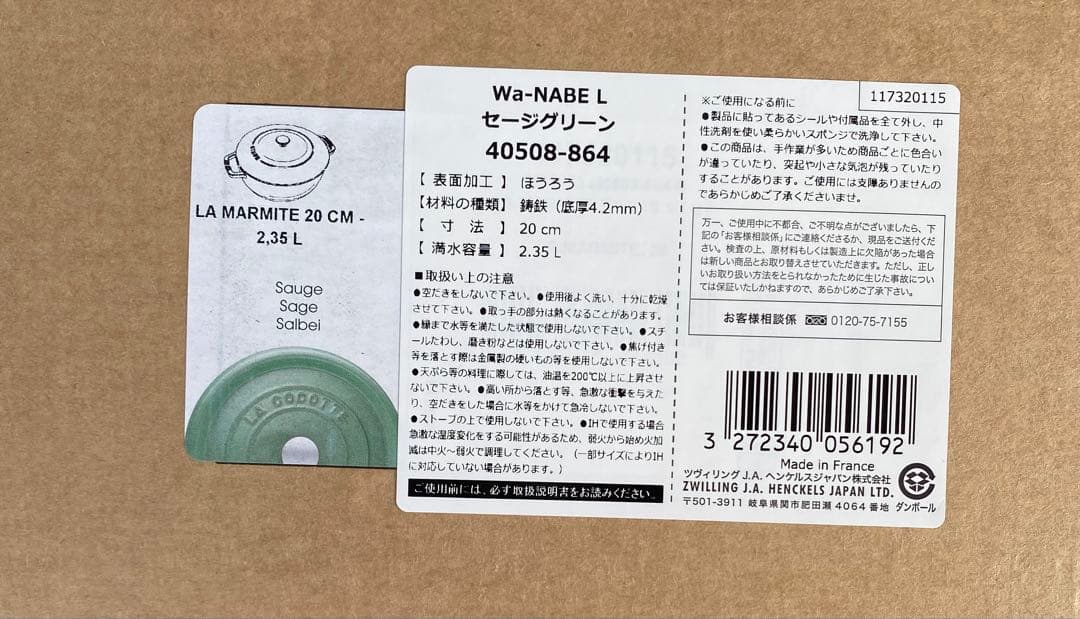 LA MARMITE 20 CM -
2,35 L
Sauge
Sage
Salbei
LA COCOTTE
Wa-NABE L
セージグリーン
40508-864
【 表面加工 】 ほうろう
【材料の種類】 鋳鉄（底厚4.2mm）
【 寸 法 】 20 cm
【 満水容量 】 2.35 L
■取扱い上の注意
●空だきをしないで下さい。●使用後よく洗い、十分に乾燥
させて下さい。●取っ手の部分は熱くなることがあります。
●縁まで水等を満たした状態で使用しないで下さい。●スチ
ールたわし、磨き粉などは使用しないで下さい。●焦げ付き
等を落とす際は金属製の硬いもの等を使用しないで下さい。
●天ぷら等の料理に際しては、油温を200℃以上に上昇させ
ないで下さい。●高い所から落とす等、急激な衝撃を与えた
り、空だきをした場合に水等をかけて急冷しないで下さい。
●ストーブの上で使用しないで下さい。●IHで使用する場合
急激な温度変化をする可能性があるため、弱火から始め火加
減は中火～弱火で調理してください。（一部サイズによりIH
に対応していない場合があります。）
ご使用前には、必ず取扱説明書をお読みください。
117320115
※ご使用になる前に
●製品に貼ってあるシールや付属品を全て外し、中
性洗剤を使い柔らかいスポンジで洗浄して下さい。
●この商品は、手作業が多いため商品ごとに色合い
が違っていたり、突起や小さな気泡が残っていたり
することがあります。ご使用には支障ありませんの
であらかじめご了承くださいませ。
万一、ご使用中に不都合、ご不明な点がございましたら、下
記の「お客様相談係」にご連絡くださるか、現品をご送付くだ
さい。検査の上、原材料もしくは製造上に欠陥があった場合
は新しい商品とお取り替えさせていただきます。ただし、正し
いお取り扱い方法をとられなかったために生じた事故につい
ては保証いたしかねますので、あらかじめご了承下さい。
お客様相談係 0120-75-7155
3 272340 056192
Made in France
ツヴィリング J.A. ヘンケルスジャパン株式会社
ZWILLING J.A. HENCKELS JAPAN LTD.
〒501-3911 岐阜県関市肥田瀬 4064 番地
ダンボール